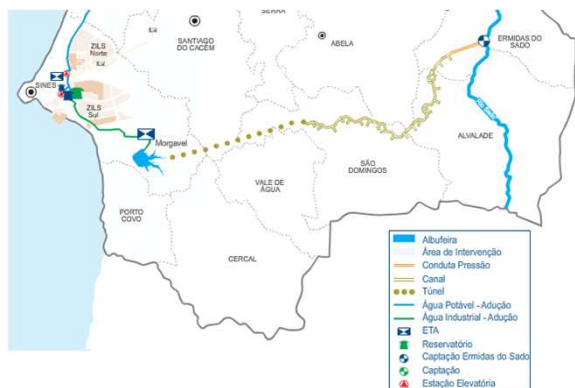 SERRA
ZILS
Norte
SANTIAGO
DO CACÉM
ABELA
ERMIDAS DO
SADO
ETA
SINES
ZILS
Sul
Morgavel
ALVALADE
SÃO
DOMINGOS
VALE DE
ÁGUA
PORTO
COVO
CERCAL
Albufeira
Área de Intervenção
Conduta Pressão
Canal
Túnel
Água Potável - Adução
Água Industrial - Adução
ETA
Reservatório
Captação Ermidas do Sado
Captação
Estação Elevatória